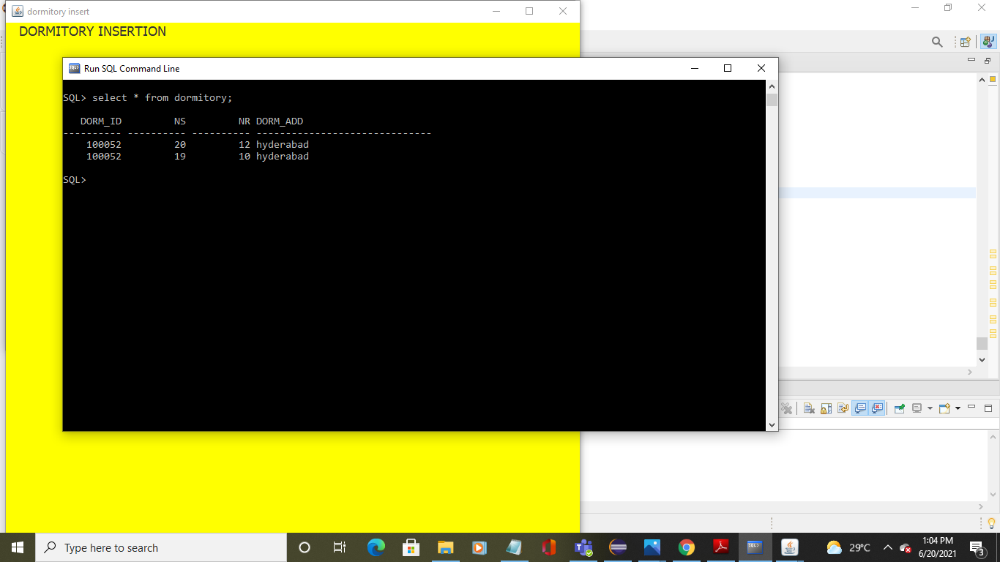 dormitory insert
DORMITORY INSERTION
Run SQL Command Line
SQL> select * from dormitory;
DORM_ID NS NR DORM_ADD
---------- ---------- ---------- ------------------------------
100052 20 12 hyderabad
100052 19 10 hyderabad
SQL>
Type here to search
29°C
1:04 PM
6/20/2021
3